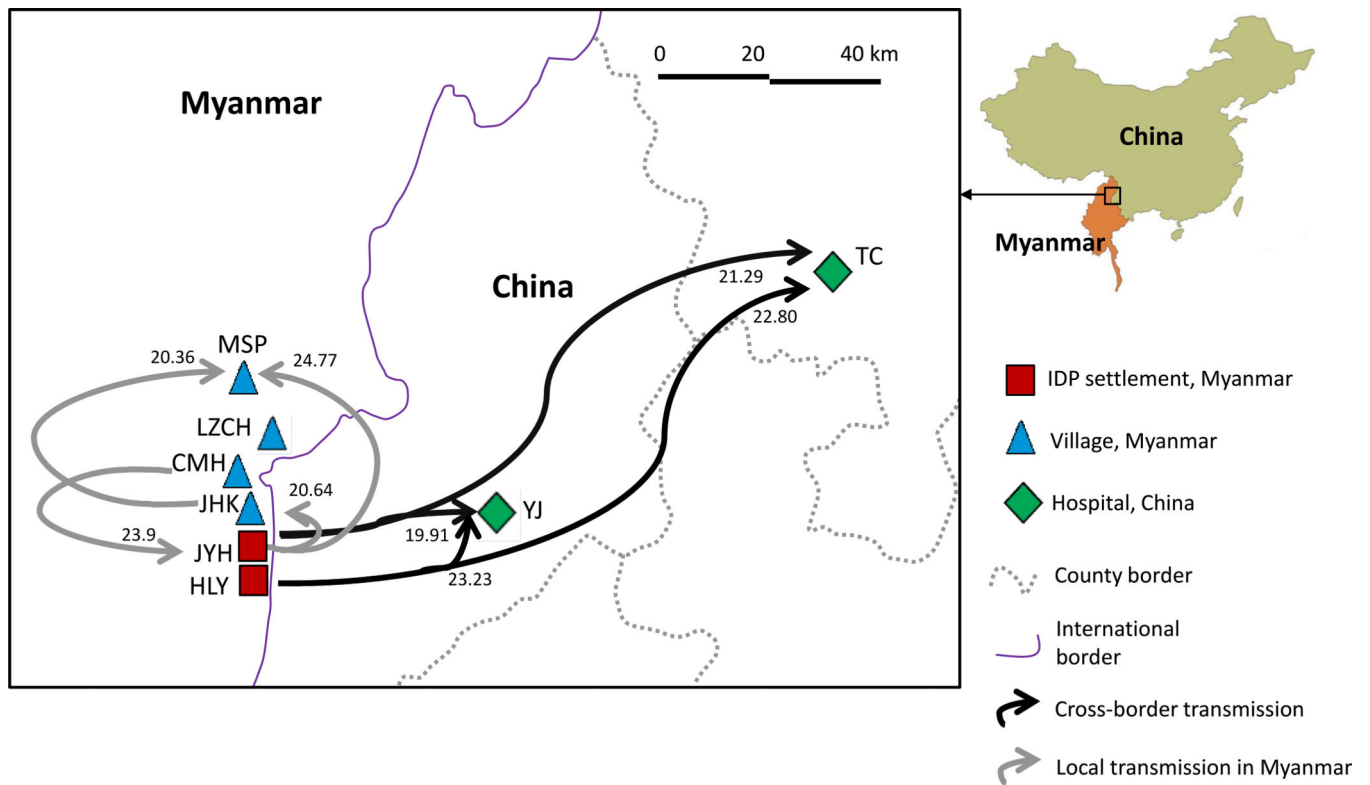 0 20 40 km
Myanmar
China
TC
21.29
22.80
MSP
20.36
24.77
LZCH
CMH
JHK
20.64
YJ
19.91
23.9
JYH
23.23
HLY
China
Myanmar
IDP settlement, Myanmar
Village, Myanmar
Hospital, China
County border
International
border
Cross-border transmission
Local transmission in Myanmar